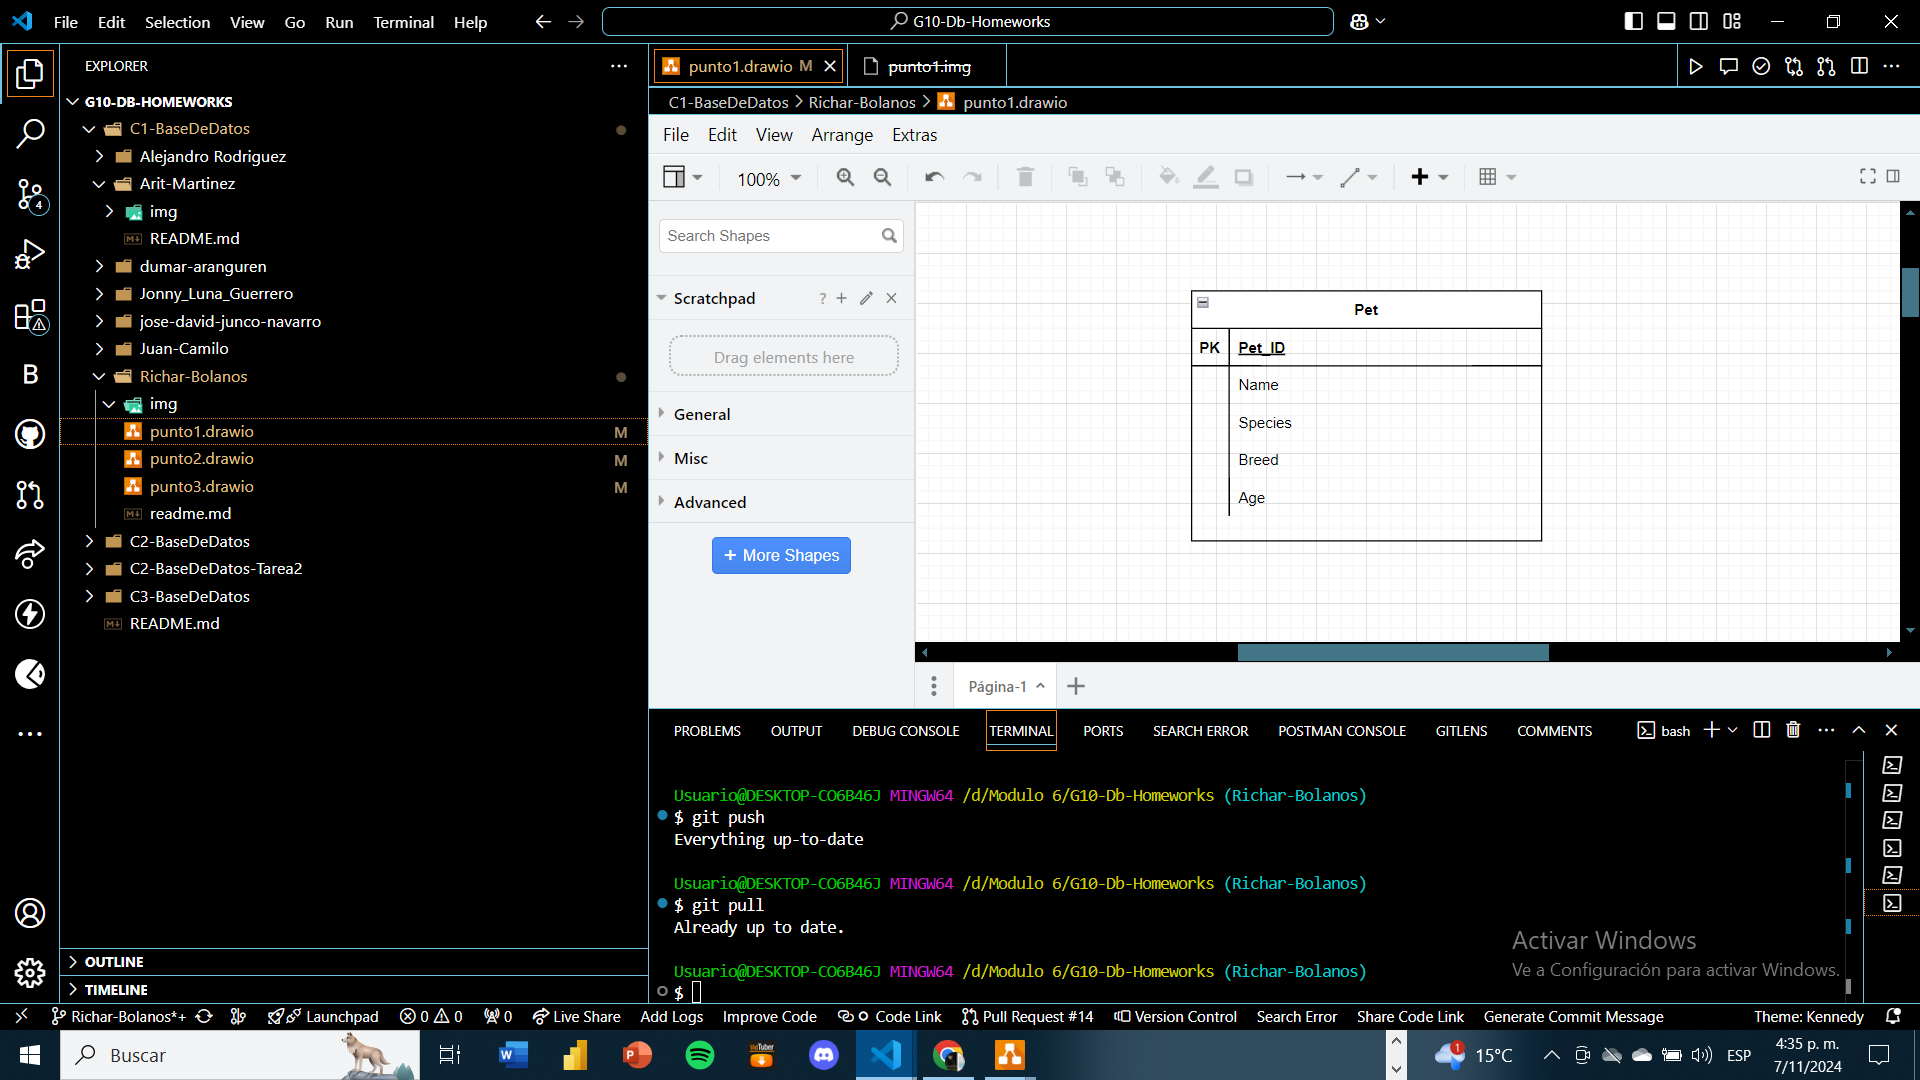 File Edit Selection View Go Run Terminal Help
G10-Db-Homeworks
EXPLORER
G10-DB-HOMEWORKS
C1-BaseDeDatos
Alejandro Rodriguez
Arit-Martinez
img
README.md
dumar-aranguren
Jonny_Luna_Guerrero
jose-david-junco-navarro
Juan-Camilo
Richar-Bolanos
img
punto1.drawio M
punto2.drawio M
punto3.drawio M
readme.md
C2-BaseDeDatos
C2-BaseDeDatos-Tarea2
C3-BaseDeDatos
README.md
OUTLINE
TIMELINE
4
B
punto1.drawio M
punto1.img
C1-BaseDeDatos > Richar-Bolanos > punto1.drawio
File Edit View Arrange Extras
100%
Search Shapes
Scratchpad ?
Drag elements here
General
Misc
Advanced
+ More Shapes
Pet
PK Pet_ID
Name
Species
Breed
Age
Página-1
PROBLEMS OUTPUT DEBUG CONSOLE TERMINAL PORTS SEARCH ERROR POSTMAN CONSOLE GITLENS COMMENTS bash
Usuario@DESKTOP-CO6B46J MINGW64 /d/Modulo 6/G10-Db-Homeworks (Richar-Bolanos)
$ git push
Everything up-to-date
Usuario@DESKTOP-CO6B46J MINGW64 /d/Modulo 6/G10-Db-Homeworks (Richar-Bolanos)
$ git pull
Already up to date.
Usuario@DESKTOP-CO6B46J MINGW64 /d/Modulo 6/G10-Db-Homeworks (Richar-Bolanos)
$
Activar Windows
Ve a Configuración para activar Windows.
Richar-Bolanos*+ Launchpad 0 0 0 Live Share Add Logs Improve Code Code Link Pull Request #14 Version Control Search Error Share Code Link Generate Commit Message Theme: Kennedy
Buscar
1 15°C ESP
4:35 p. m.
7/11/2024